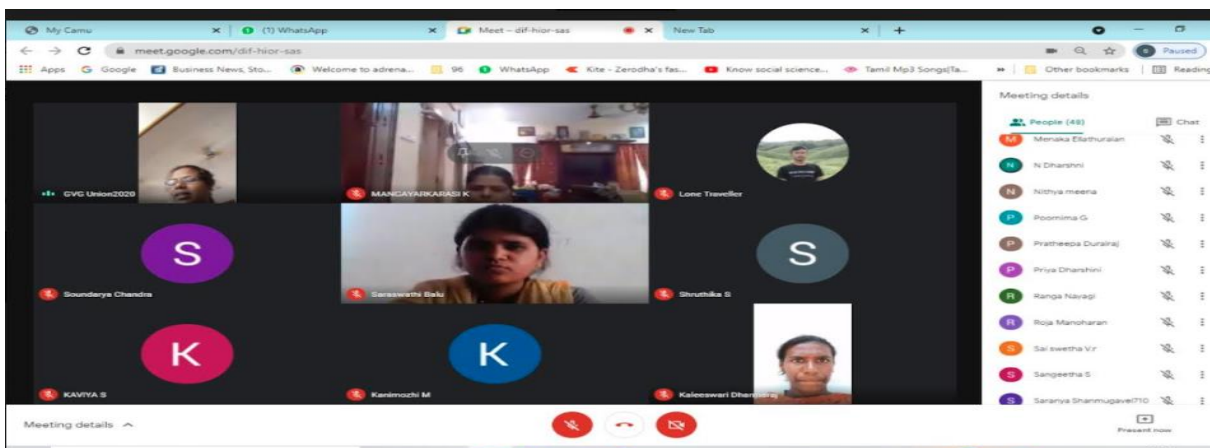 My Camu
(1) WhatsApp
Meet – dif-hior-sas
New Tab
meet.google.com/dif-hior-sas
Paused
Apps
Google
Business News, Sto...
Welcome to adrena...
96
WhatsApp
Kite - Zerodha's fas...
Know social science...
Tamil Mp3 Songs(Ta...
Other bookmarks
Reading
Meeting details
People (48)
Chat
GVG Union2020
MANGAYARKARASI K
Lone Traveller
S
Soundarya Chandra
Saraswathi Balu
S
Shruthika S
K
KAVIYA S
K
Kanimozhi M
Kaleeswari
M
Menaka Ellathuraian
N
N Dharshni
N
Nithya meena
P
Poornima G
P
Pratheepa Durairaj
P
Priya Dharshini
R
Ranga Nayagi
R
Roja Manoharan
S
Sai swetha V.r
S
Sangeetha S
S
Saranya Shanmugavel710
Meeting details
Present now